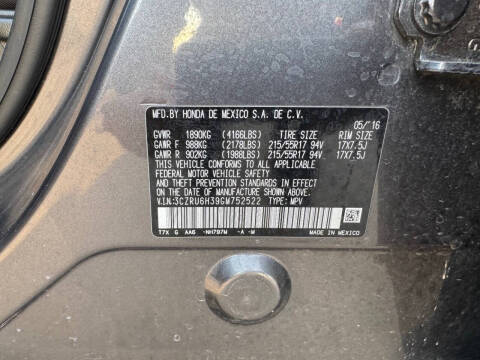 MFD.BY HONDA DE MEXICO S.A. DE C.V.
05/'16
GVWR 1890KG (4166LBS) TIRE SIZE RIM SIZE
GAWR F 988KG (2178LBS) 215/55R17 94V 17X7.5J
GAWR R 902KG (1988LBS) 215/55R17 94V 17X7.5J
THIS VEHICLE CONFORMS TO ALL APPLICABLE
FEDERAL MOTOR VEHICLE SAFETY STANDARDS IN
EFFECT ON THE DATE OF MANUFACTURE SHOWN ABOVE.
V.I.N:3CZRU6H39GM752522 TYPE: MPV
T7X G AA6 -NH797M -A -M MADE IN MEXICO